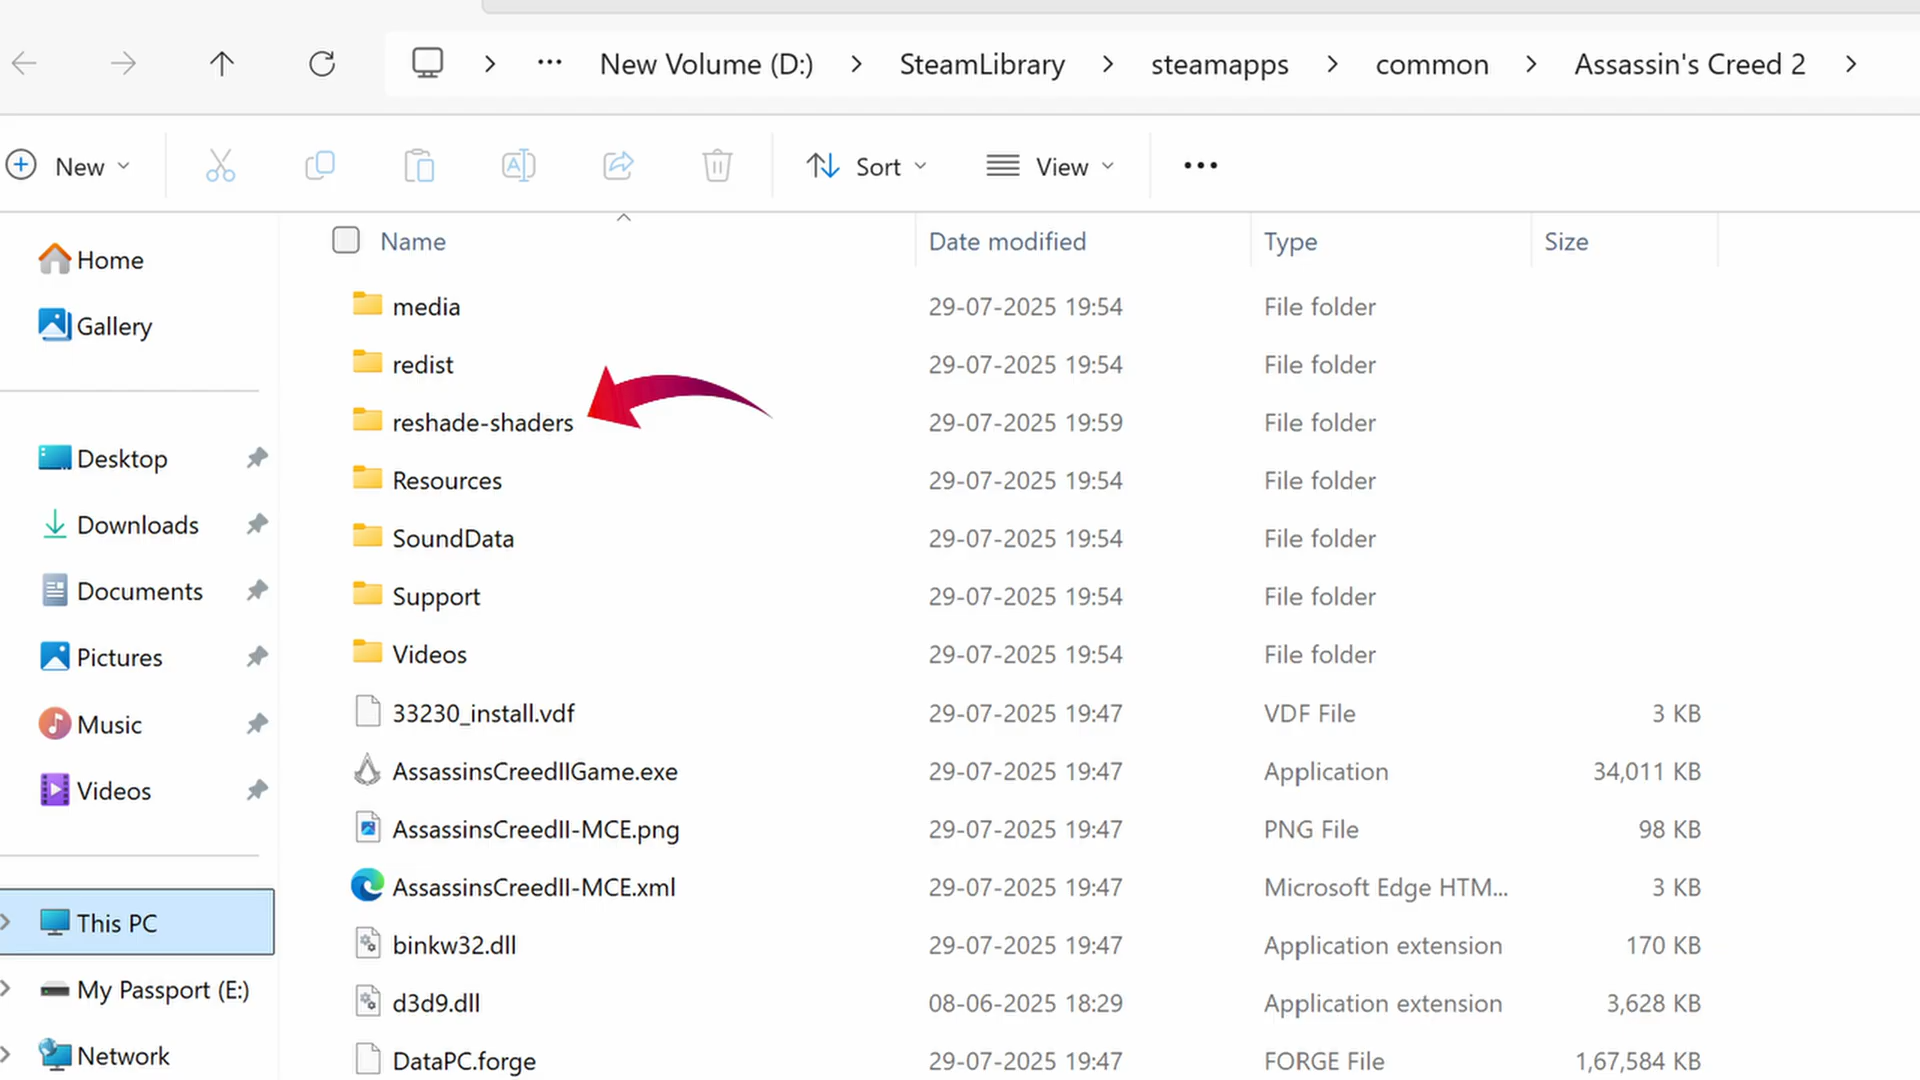 New Volume (D:) SteamLibrary steamapps common Assassin's Creed 2
New Sort View
Name Date modified Type Size
Home
Gallery
Desktop
Downloads
Documents
Pictures
Music
Videos
This PC
My Passport (E:)
Network
media 29-07-2025 19:54 File folder
redist 29-07-2025 19:54 File folder
reshade-shaders 29-07-2025 19:59 File folder
Resources 29-07-2025 19:54 File folder
SoundData 29-07-2025 19:54 File folder
Support 29-07-2025 19:54 File folder
Videos 29-07-2025 19:54 File folder
33230_install.vdf 29-07-2025 19:47 VDF File 3 KB
AssassinsCreedIIGame.exe 29-07-2025 19:47 Application 34,011 KB
AssassinsCreedII-MCE.png 29-07-2025 19:47 PNG File 98 KB
AssassinsCreedII-MCE.xml 29-07-2025 19:47 Microsoft Edge HTM... 3 KB
binkw32.dll 29-07-2025 19:47 Application extension 170 KB
d3d9.dll 08-06-2025 18:29 Application extension 3,628 KB
DataPC.forge 29-07-2025 19:47 FORGE File 1,67,584 KB